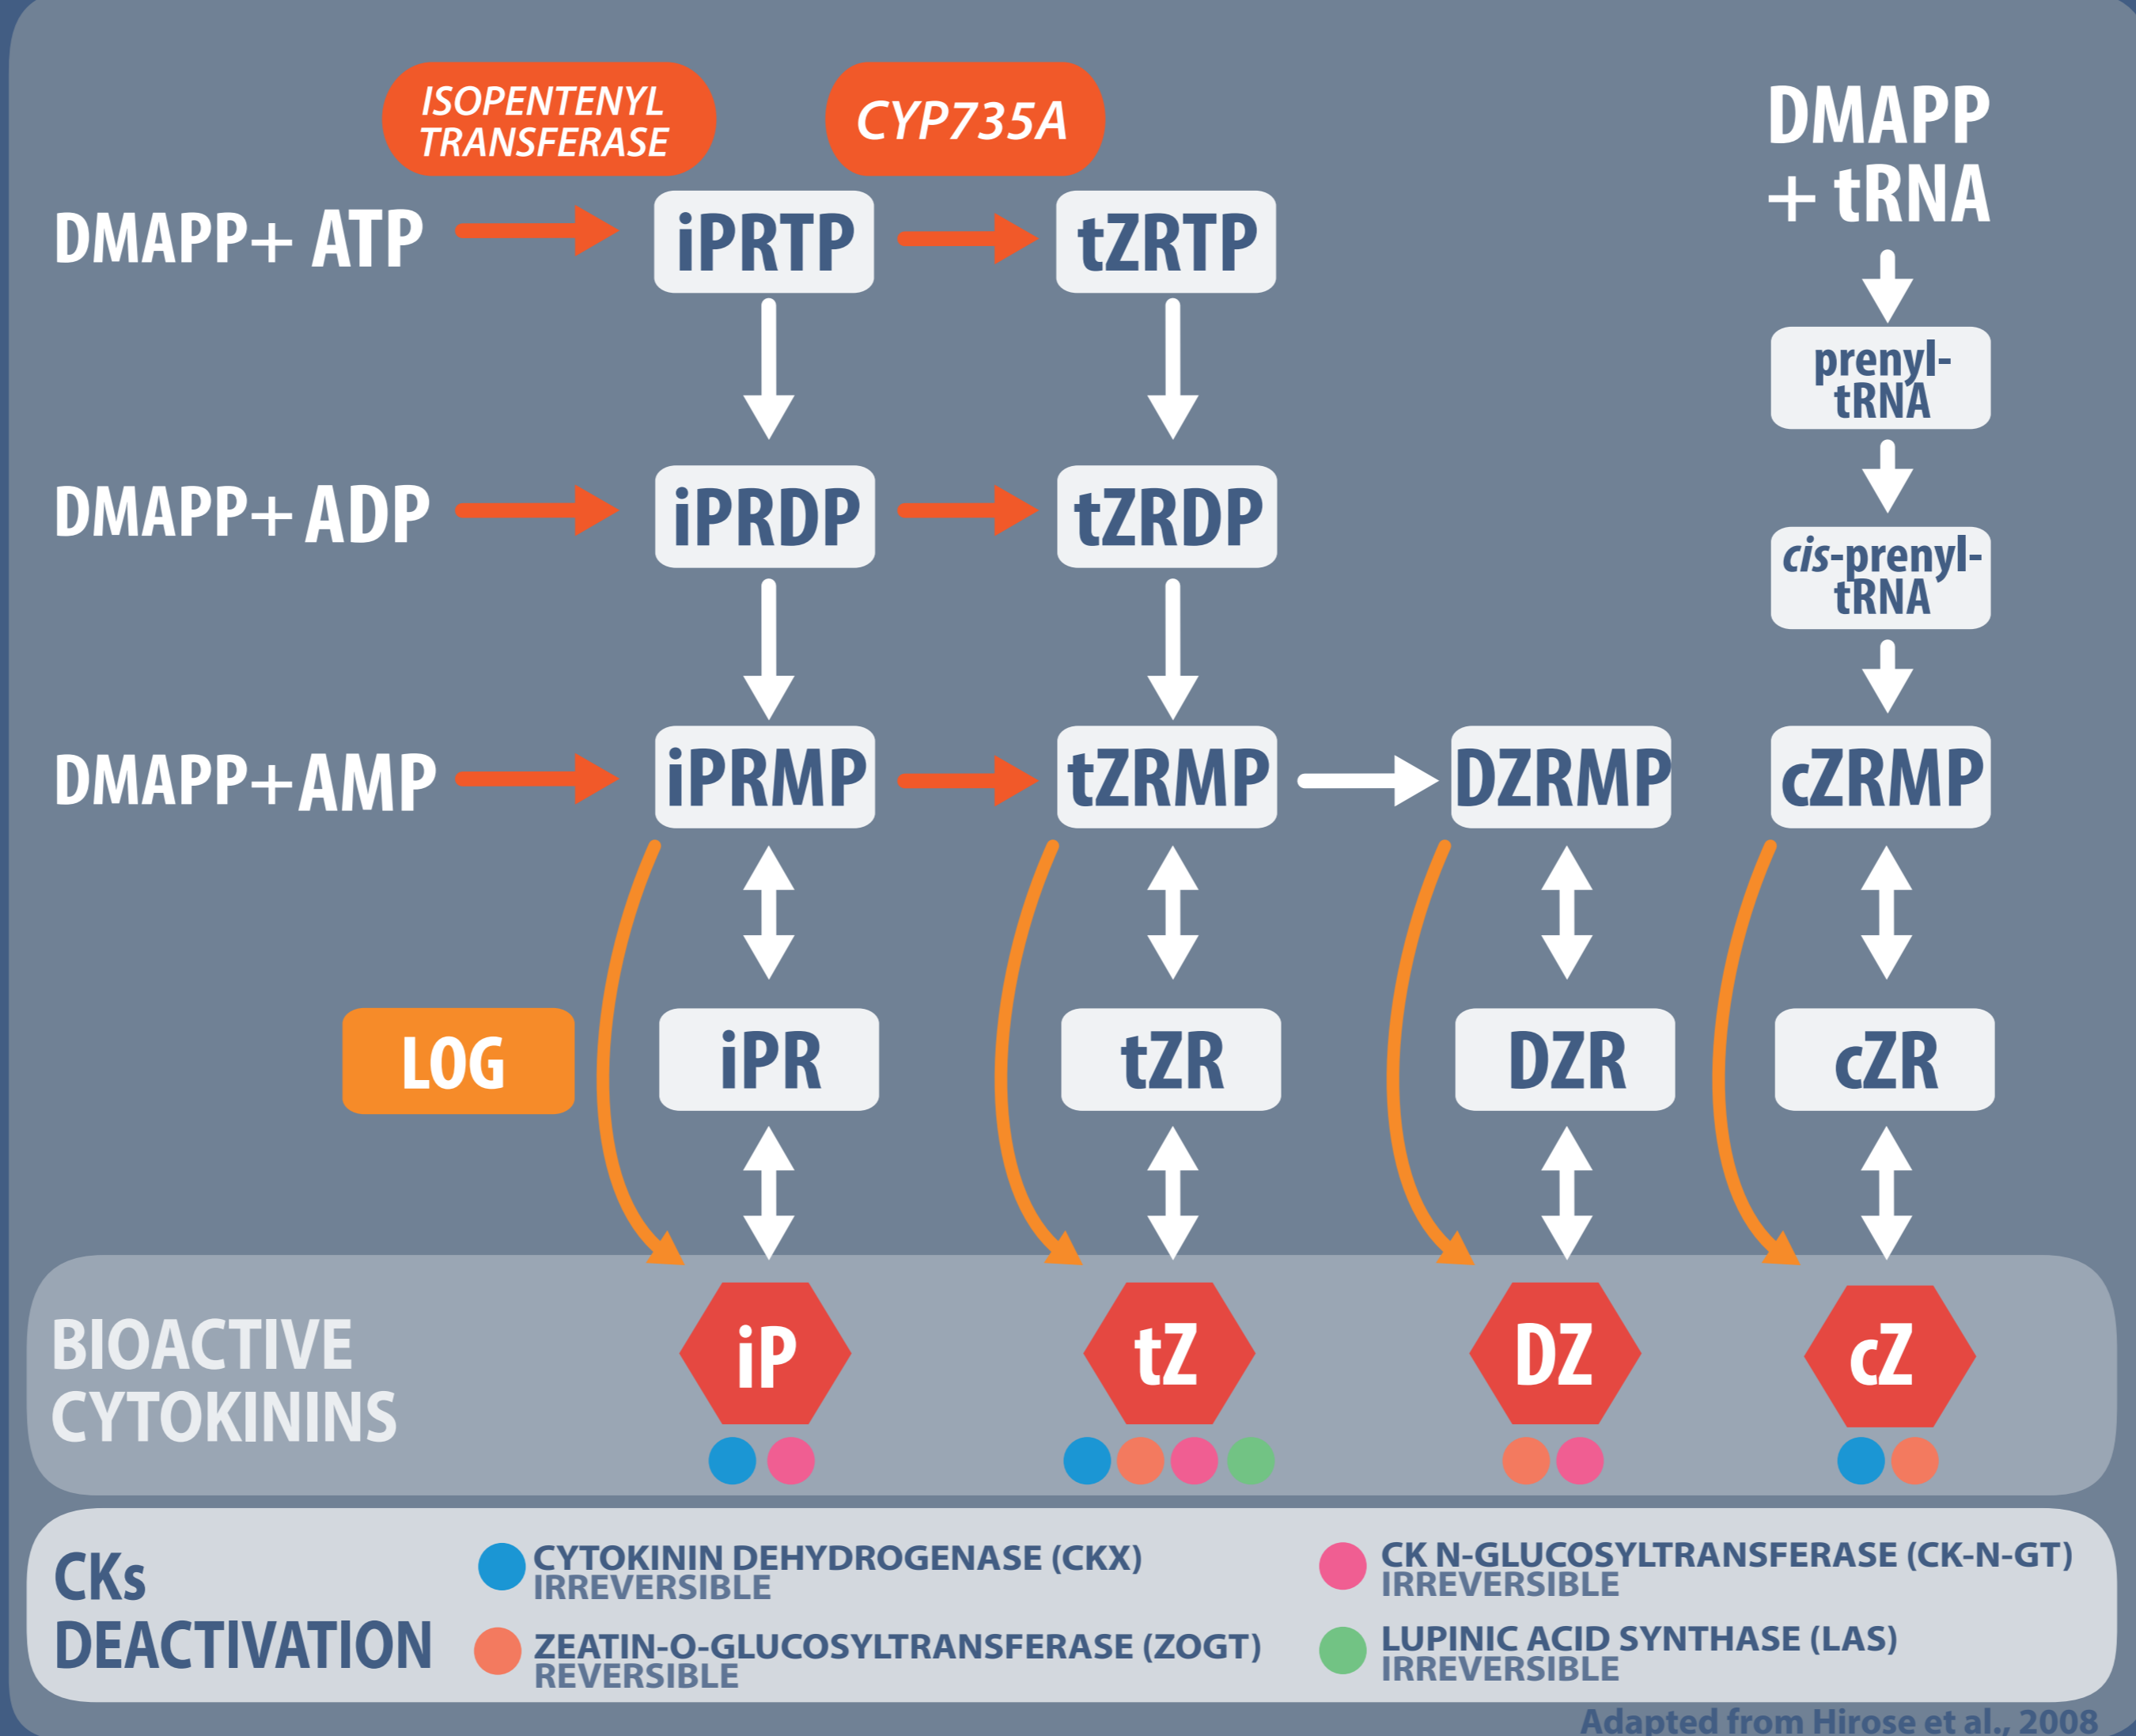 ISOPENTENYL
TRANSFERASE
CYP735A
DMAPP
+ tRNA
DMAPP+ ATP
iPRTP
tZRTP
prenyl-
tRNA
DMAPP+ ADP
iPRDP
tZRDP
cis-prenyl-
tRNA
DMAPP+AMP
iPRMP
tZRMP
DZRMP
cZRMP
LOG
iPR
tZR
DZR
cZR
BIOACTIVE
CYTOKININS
iP
tZ
DZ
cZ
CKs
DEACTIVATION
CYTOKININ DEHYDROGENASE (CKX)
IRREVERSIBLE
ZEATIN-O-GLUCOSYLTRANSFERASE (ZOGT)
REVERSIBLE
CK N-GLUCOSYLTRANSFERASE (CK-N-GT)
IRREVERSIBLE
LUPINIC ACID SYNTHASE (LAS)
IRREVERSIBLE
Adapted from Hirose et al., 2008